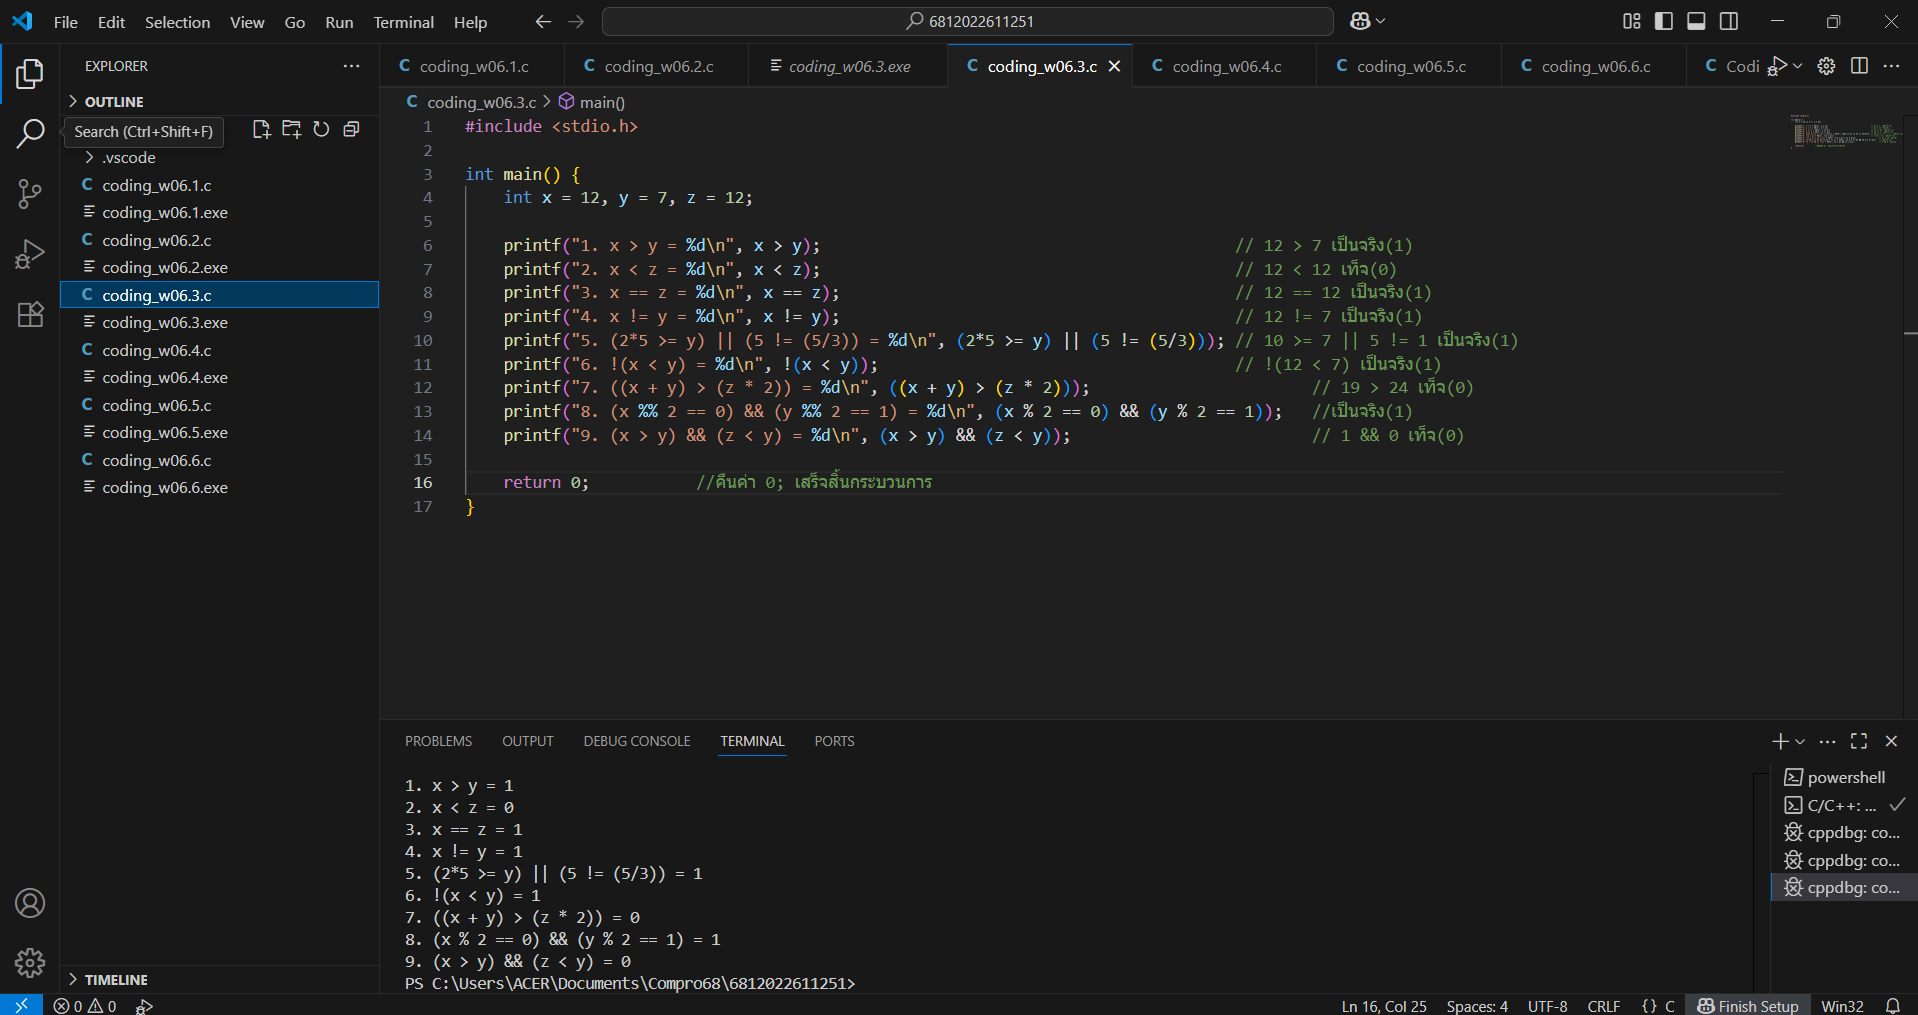 File Edit Selection View Go Run Terminal Help
6812022611251
EXPLORER
OUTLINE
Search (Ctrl+Shift+F)
.vscode
C coding_w06.1.c
coding_w06.1.exe
C coding_w06.2.c
coding_w06.2.exe
C coding_w06.3.c
coding_w06.3.exe
C coding_w06.4.c
coding_w06.4.exe
C coding_w06.5.c
coding_w06.5.exe
C coding_w06.6.c
coding_w06.6.exe
TIMELINE
C coding_w06.1.c C coding_w06.2.c coding_w06.3.exe C coding_w06.3.c C coding_w06.4.c C coding_w06.5.c C coding_w06.6.c C Codi
C coding_w06.3.c > main()
1 #include <stdio.h>
2
3 int main() {
4 int x = 12, y = 7, z = 12;
5
6 printf("1. x > y = %d\n", x > y); // 12 > 7 เป็นจริง(1)
7 printf("2. x < z = %d\n", x < z); // 12 < 12 เท็จ(0)
8 printf("3. x == z = %d\n", x == z); // 12 == 12 เป็นจริง(1)
9 printf("4. x != y = %d\n", x != y); // 12 != 7 เป็นจริง(1)
10 printf("5. (2*5 >= y) || (5 != (5/3)) = %d\n", (2*5 >= y) || (5 != (5/3))); // 10 >= 7 || 5 != 1 เป็นจริง(1)
11 printf("6. !(x < y) = %d\n", !(x < y)); // !(12 < 7) เป็นจริง(1)
12 printf("7. ((x + y) > (z * 2)) = %d\n", ((x + y) > (z * 2))); // 19 > 24 เท็จ(0)
13 printf("8. (x %% 2 == 0) && (y %% 2 == 1) = %d\n", (x % 2 == 0) && (y % 2 == 1)); //เป็นจริง(1)
14 printf("9. (x > y) && (z < y) = %d\n", (x > y) && (z < y)); // 1 && 0 เท็จ(0)
15
16 return 0; //คืนค่า 0; เสร็จสิ้นกระบวนการ
17 }
PROBLEMS OUTPUT DEBUG CONSOLE TERMINAL PORTS
1. x > y = 1
2. x < z = 0
3. x == z = 1
4. x != y = 1
5. (2*5 >= y) || (5 != (5/3)) = 1
6. !(x < y) = 1
7. ((x + y) > (z * 2)) = 0
8. (x % 2 == 0) && (y % 2 == 1) = 1
9. (x > y) && (z < y) = 0
PS C:\Users\ACER\Documents\Compro68\6812022611251>
powershell
C/C++: ...
cppdbg: co...
cppdbg: co...
cppdbg: co...
0 0 Ln 16, Col 25 Spaces: 4 UTF-8 CRLF {} C Finish Setup Win32